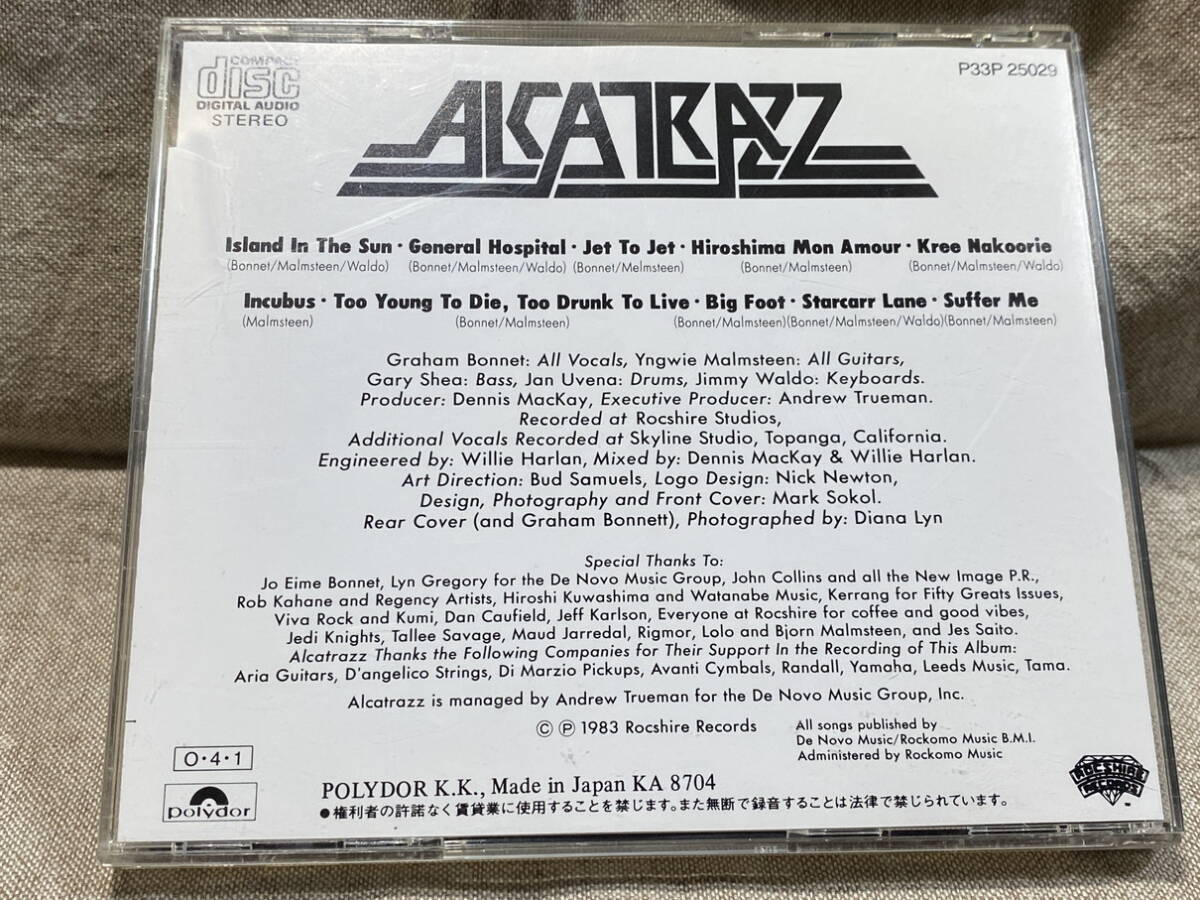 COMPACT
disc
DIGITAL AUDIO
STEREO
P33P 25029
ALCATRAZZ
Island In The Sun · General Hospital · Jet To Jet · Hiroshima Mon Amour · Kree Nakoorie
(Bonnet/Malmsteen/Waldo) (Bonnet/Malmsteen/Waldo) (Bonnet/Melmsteen) (Bonnet/Malmsteen) (Bonnet/Malmsteen/Waldo)
Incubus · Too Young To Die, Too Drunk To Live · Big Foot · Starcarr Lane · Suffer Me
(Malmsteen) (Bonnet/Malmsteen) (Bonnet/Malmsteen)(Bonnet/Malmsteen/Waldo)(Bonnet/Malmsteen)
Graham Bonnet: All Vocals, Yngwie Malmsteen: All Guitars,
Gary Shea: Bass, Jan Uvena: Drums, Jimmy Waldo: Keyboards.
Producer: Dennis MacKay, Executive Producer: Andrew Trueman.
Recorded at Rocshire Studios,
Additional Vocals Recorded at Skyline Studio, Topanga, California.
Engineered by: Willie Harlan, Mixed by: Dennis MacKay & Willie Harlan.
Art Direction: Bud Samuels, Logo Design: Nick Newton,
Design, Photography and Front Cover: Mark Sokol.
Rear Cover (and Graham Bonnett), Photographed by: Diana Lyn
Special Thanks To:
Jo Eime Bonnet, Lyn Gregory for the De Novo Music Group, John Collins and all the New Image P.R.,
Rob Kahane and Regency Artists, Hiroshi Kuwashima and Watanabe Music, Kerrang for Fifty Greats Issues,
Viva Rock and Kumi, Dan Caufield, Jeff Karlson, Everyone at Rocshire for coffee and good vibes,
Jedi Knights, Tallee Savage, Maud Jarredal, Rigmor, Lolo and Bjorn Malmsteen, and Jes Saito.
Alcatrazz Thanks the Following Companies for Their Support In the Recording of This Album:
Aria Guitars, D'angelico Strings, Di Marzio Pickups, Avanti Cymbals, Randall, Yamaha, Leeds Music, Tama.
Alcatrazz is managed by Andrew Trueman for the De Novo Music Group, Inc.
© ℗ 1983 Rocshire Records
All songs published by
De Novo Music/Rockomo Music B.M.I.
Administered by Rockomo Music
O·4·1
polydor
POLYDOR K.K., Made in Japan KA 8704
●権利者の許諾なく賃貸業に使用することを禁じます。また無断で録音することは法律で禁じられています。
ROCSHIRE
RECORDS